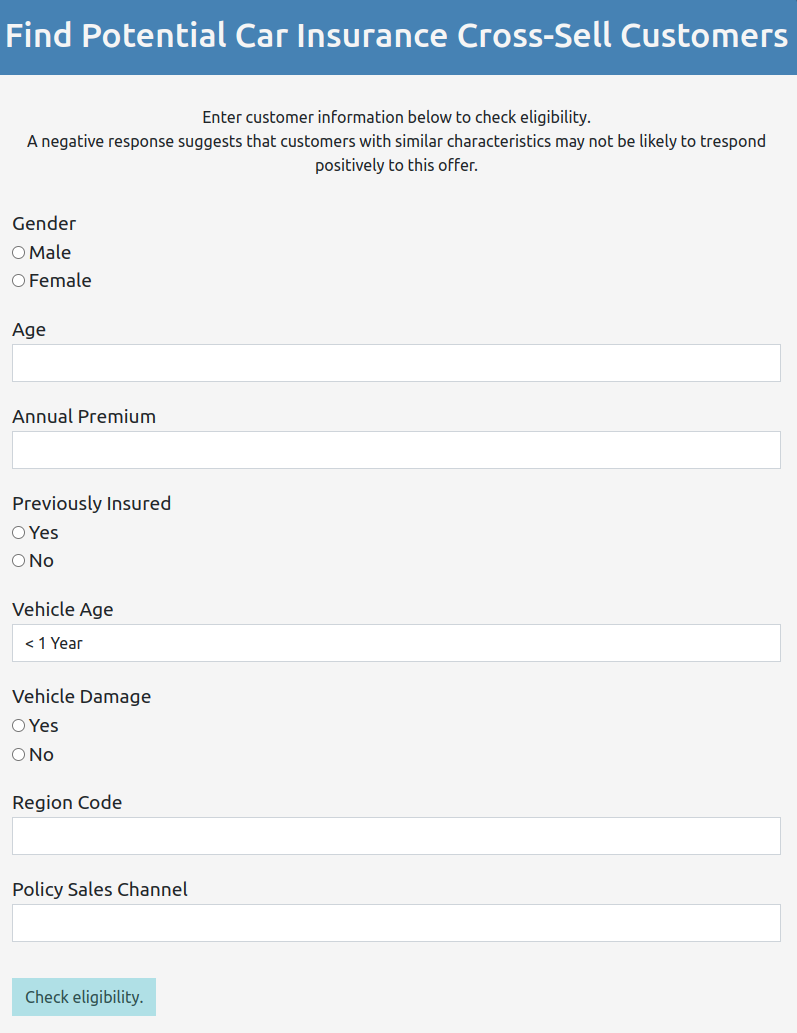 Find Potential Car Insurance Cross-Sell Customers
Enter customer information below to check eligibility.
A negative response suggests that customers with similar characteristics may not be likely to trespond
positively to this offer.
Gender
Male
Female
Age
Annual Premium
Previously Insured
Yes
No
Vehicle Age
< 1 Year
Vehicle Damage
Yes
No
Region Code
Policy Sales Channel
Check eligibility.